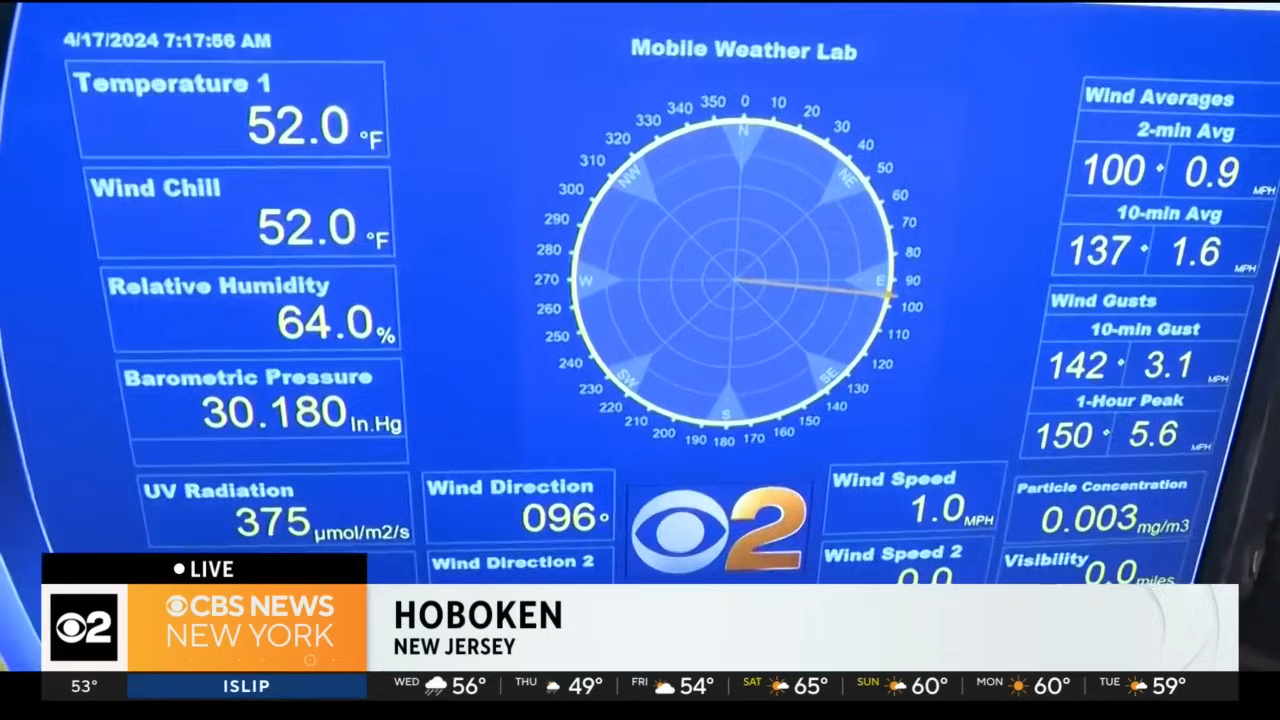 4/17/2024 7:17:56 AM
Mobile Weather Lab
Temperature 1
52.0 °F
Wind Chill
52.0 °F
Relative Humidity
64.0 %
Barometric Pressure
30.180 In.Hg
UV Radiation
375 µmol/m2/s
0
10
20
30
40
50
60
70
80
90
100
110
120
130
140
150
160
170
180
190
200
210
220
230
240
250
260
270
280
290
300
310
320
330
340
350
N
NE
E
SE
S
SW
W
NW
Wind Direction
096°
Wind Direction 2
2
Wind Speed
1.0 MPH
Wind Speed 2
0.0
Wind Averages
2-min Avg
100 ° 0.9 MPH
10-min Avg
137 ° 1.6 MPH
Wind Gusts
10-min Gust
142 ° 3.1 MPH
1-Hour Peak
150 ° 5.6 MPH
Particle Concentration
0.003 mg/m3
Visibility
0.0 miles
LIVE
2
CBS NEWS
NEW YORK
HOBOKEN
NEW JERSEY
53° ISLIP WED 56° THU 49° FRI 54° SAT 65° SUN 60° MON 60° TUE 59°